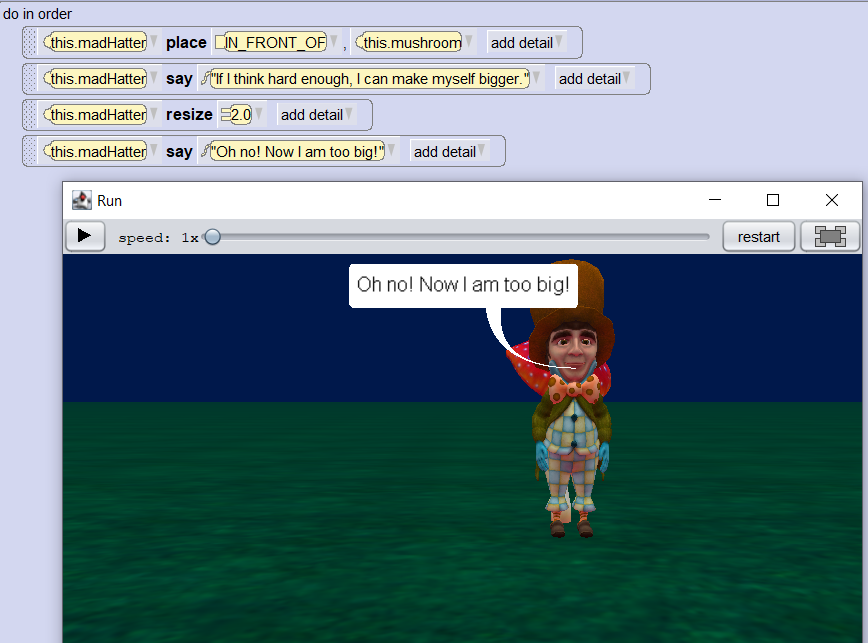 do in order
this.madHatter place IN_FRONT_OF , this.mushroom add detail
this.madHatter say "If I think hard enough, I can make myself bigger." add detail
this.madHatter resize 2.0 add detail
this.madHatter say "Oh no! Now I am too big!" add detail
Run
speed: 1x restart
Oh no! Now I am too big!